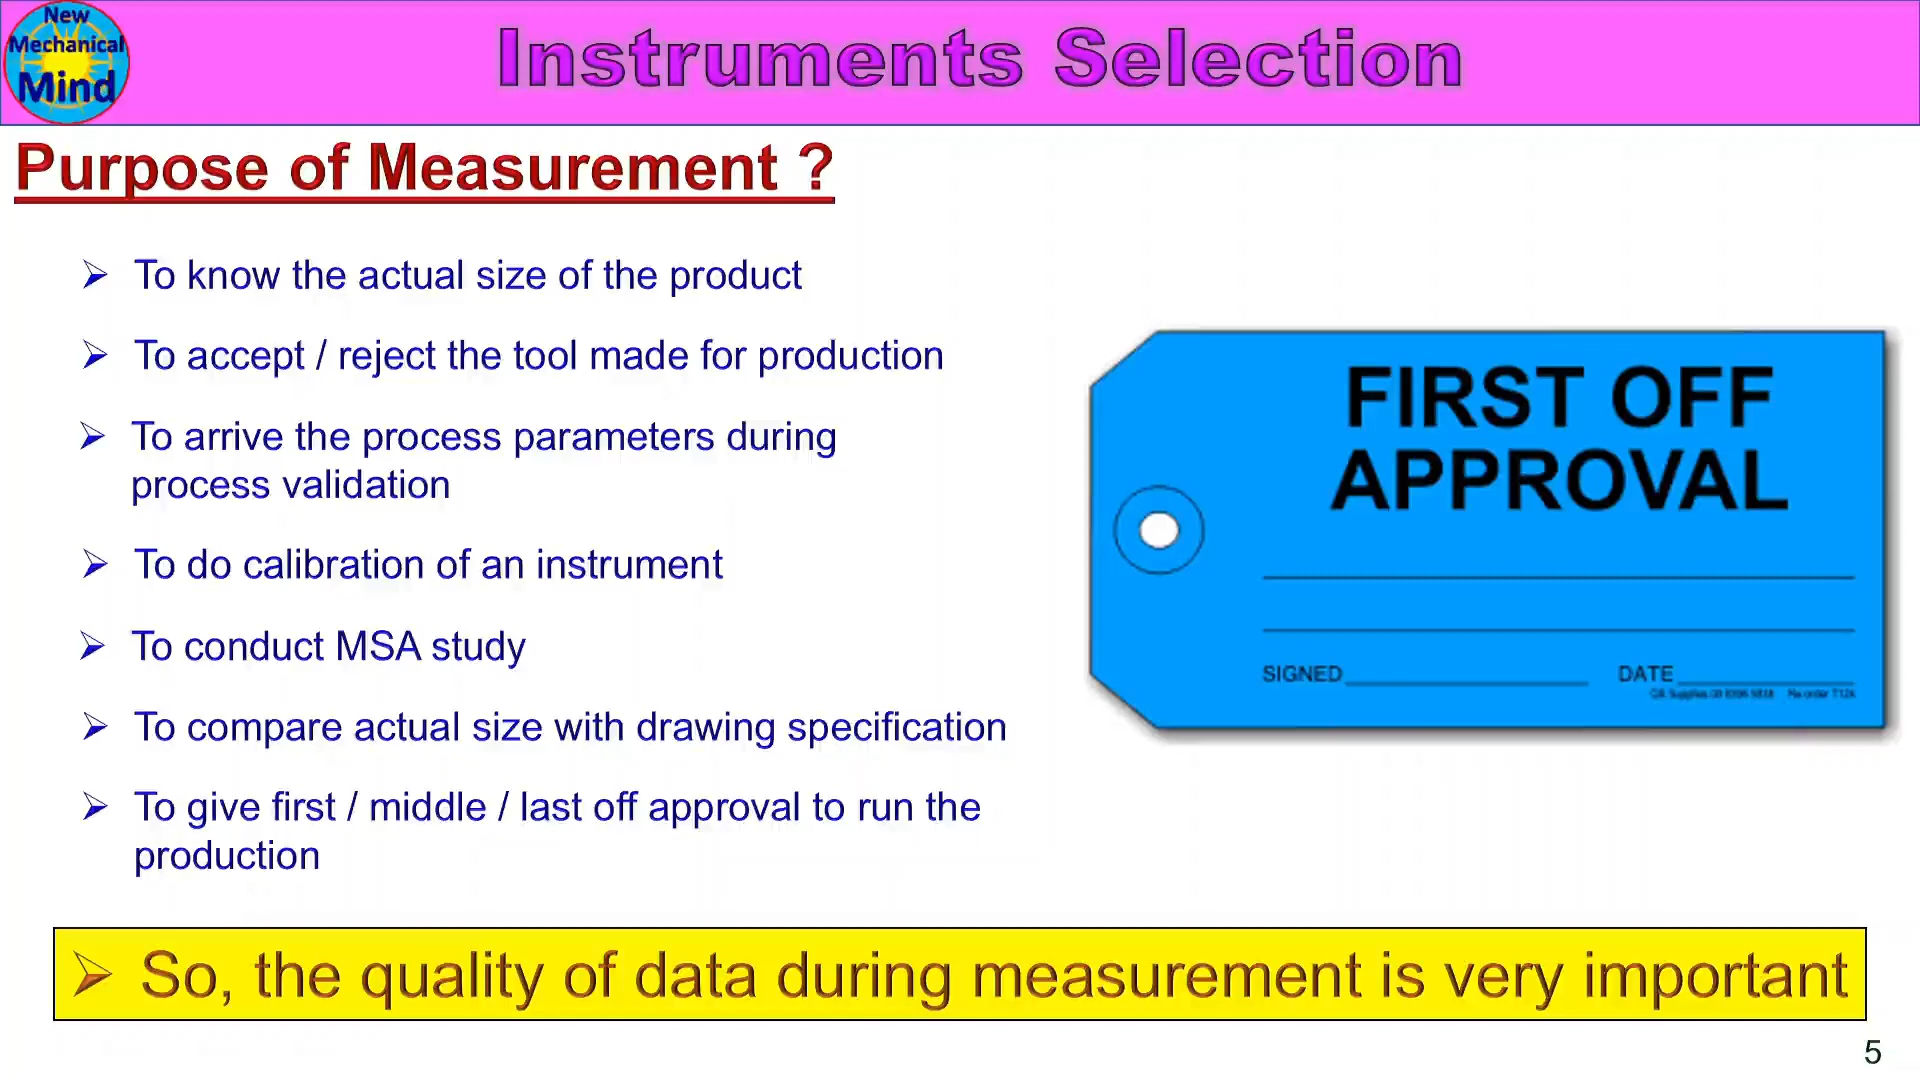 New
Mechanical
Mind
Instruments Selection
Purpose of Measurement ?
➢ To know the actual size of the product
➢ To accept / reject the tool made for production
➢ To arrive the process parameters during
process validation
➢ To do calibration of an instrument
➢ To conduct MSA study
➢ To compare actual size with drawing specification
➢ To give first / middle / last off approval to run the
production
FIRST OFF
APPROVAL
SIGNED DATE
➢ So, the quality of data during measurement is very important
5